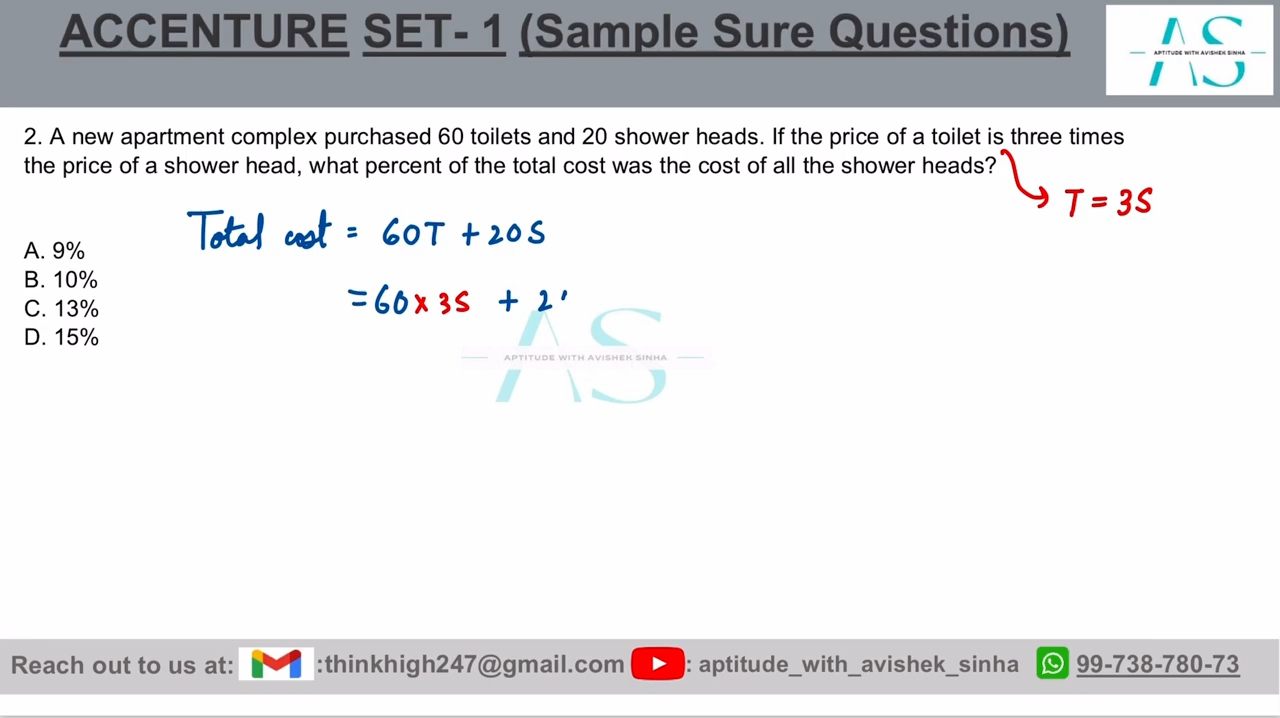 ACCENTURE SET- 1 (Sample Sure Questions)
AS
APTITUDE WITH AVISHEK SINHA
2. A new apartment complex purchased 60 toilets and 20 shower heads. If the price of a toilet is three times
the price of a shower head, what percent of the total cost was the cost of all the shower heads?
T = 3S
Total cost = 60T + 20S
A. 9%
B. 10%
= 60 × 3S + 2
C. 13%
D. 15%
AS
APTITUDE WITH AVISHEK SINHA
Reach out to us at: :thinkhigh247@gmail.com : aptitude_with_avishek_sinha 99-738-780-73